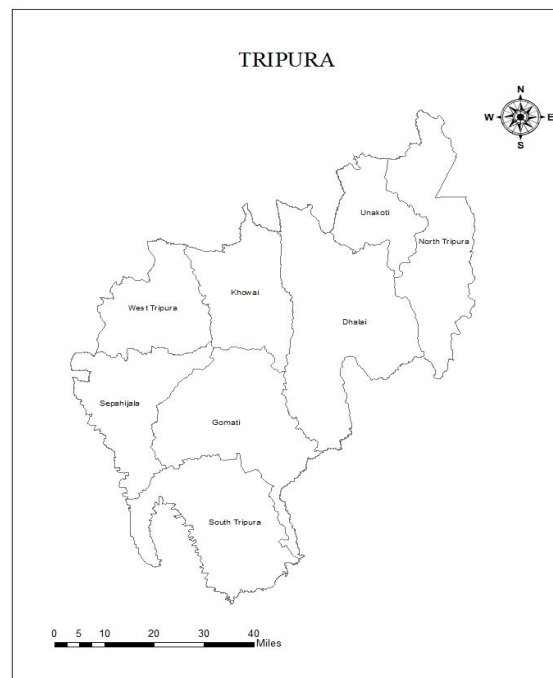 TRIPURA
N
W E
S
Unakoti
North Tripura
Khowai
West Tripura
Dhalai
Sepahijala
Gomati
South Tripura
0 5 10 20 30 40
Miles